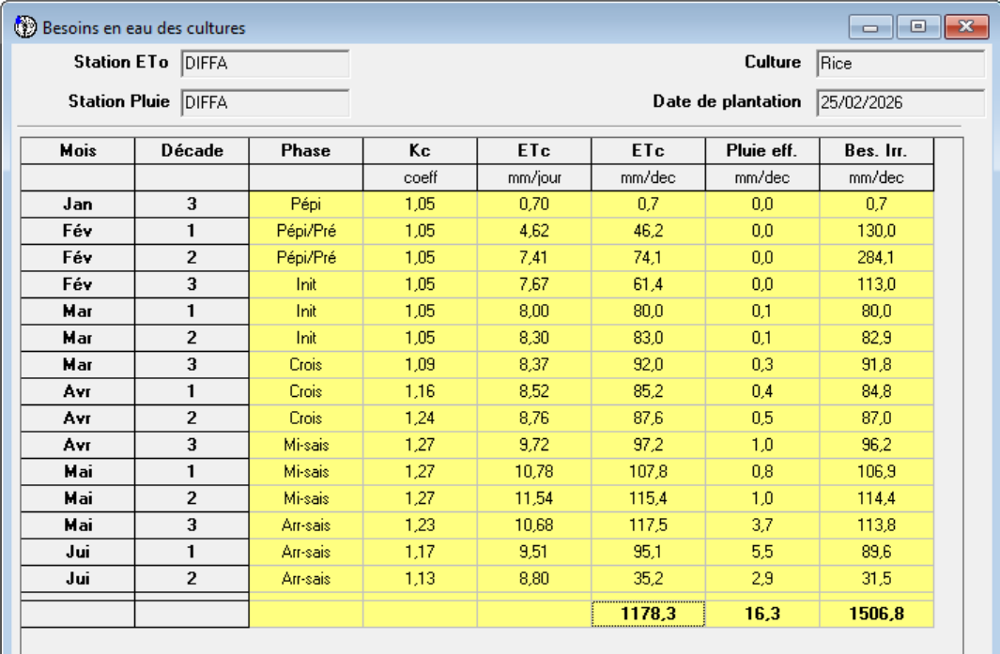 Besoins en eau des cultures
Station ETo DIFFA Culture Rice
Station Pluie DIFFA Date de plantation 25/02/2026
Mois Décade Phase Kc ETc ETc Pluie eff. Bes. Irr.
coeff mm/jour mm/dec mm/dec mm/dec
Jan 3 Pépi 1,05 0,70 0,7 0,0 0,7
Fév 1 Pépi/Pré 1,05 4,62 46,2 0,0 130,0
Fév 2 Pépi/Pré 1,05 7,41 74,1 0,0 284,1
Fév 3 Init 1,05 7,67 61,4 0,0 113,0
Mar 1 Init 1,05 8,00 80,0 0,1 80,0
Mar 2 Init 1,05 8,30 83,0 0,1 82,9
Mar 3 Crois 1,09 8,37 92,0 0,3 91,8
Avr 1 Crois 1,16 8,52 85,2 0,4 84,8
Avr 2 Crois 1,24 8,76 87,6 0,5 87,0
Avr 3 Mi-sais 1,27 9,72 97,2 1,0 96,2
Mai 1 Mi-sais 1,27 10,78 107,8 0,8 106,9
Mai 2 Mi-sais 1,27 11,54 115,4 1,0 114,4
Mai 3 Arr-sais 1,23 10,68 117,5 3,7 113,8
Jui 1 Arr-sais 1,17 9,51 95,1 5,5 89,6
Jui 2 Arr-sais 1,13 8,80 35,2 2,9 31,5
1178,3 16,3 1506,8